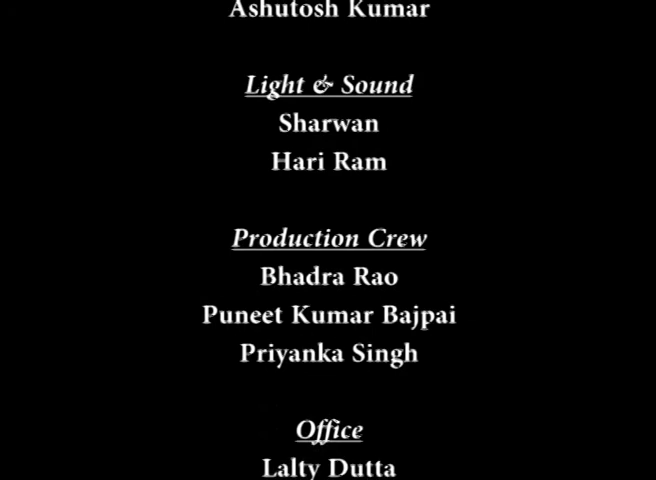 Ashutosh Kumar
Light & Sound
Sharwan
Hari Ram
Production Crew
Bhadra Rao
Puneet Kumar Bajpai
Priyanka Singh
Office
Lalty Dutta